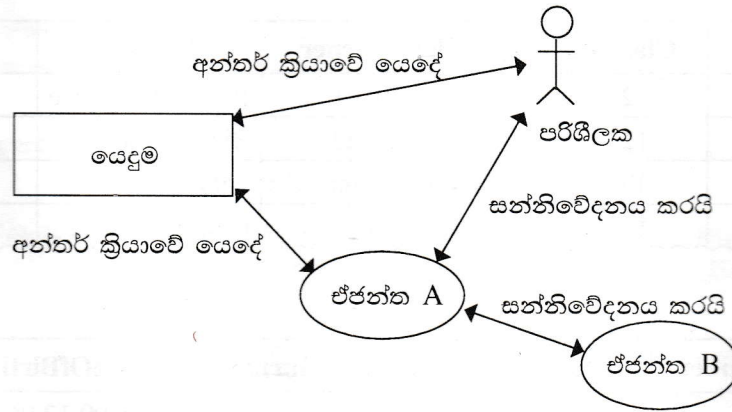 අන්තර් ක්‍රියාවේ යෙදේ
යෙදුම
පරිශීලක
සන්නිවේදනය කරයි
අන්තර් ක්‍රියාවේ යෙදේ
ඒජන්ත A
සන්නිවේදනය කරයි
ඒජන්ත B